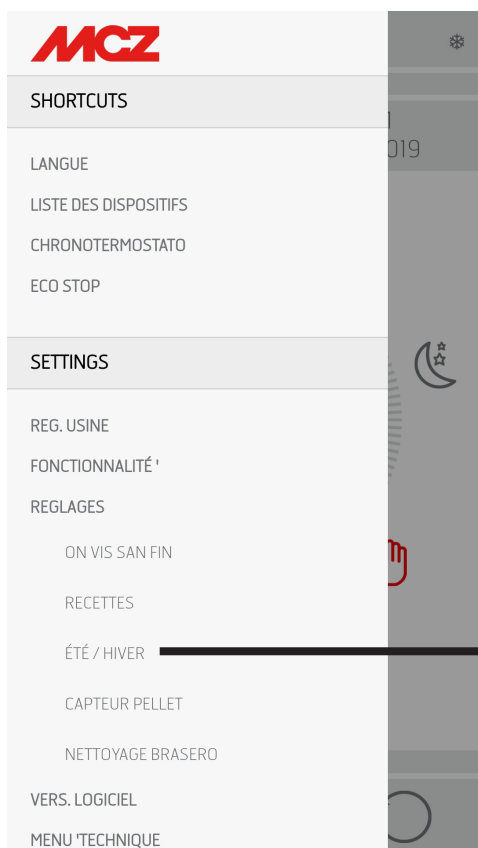 MCZ
SHORTCUTS
019
LANGUE
LISTE DES DISPOSITIFS
CHRONOTERMOSTATO
ECO STOP
SETTINGS
REG. USINE
FONCTIONNALITÉ '
REGLAGES
ON VIS SAN FIN
RECETTES
ÉTÉ / HIVER
CAPTEUR PELLET
NETTOYAGE BRASERO
VERS. LOGICIEL
MENU 'TECHNIQUE